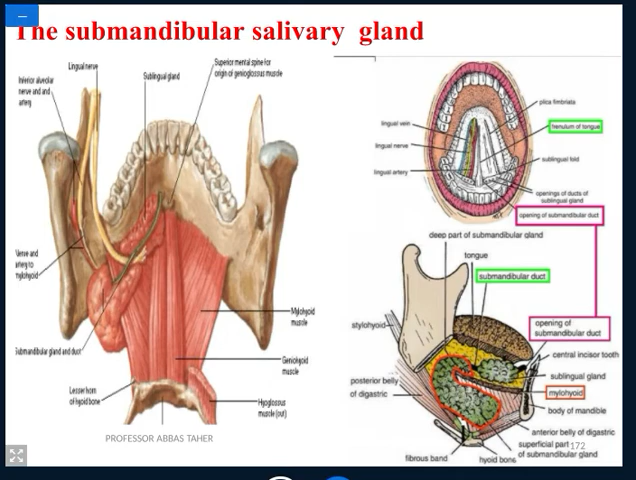 The submandibular salivary gland
Lingual nerve
Inferior alveolar
nerve and and
artery
Sublingual gland
Superior mental spine for
origin of genioglossus muscle
Nerve and
artery to
mylohyoid
Submandibular gland and duct
Lesser horn
of hyoid bone
Mylohyoid
muscle
Geniohyoid
muscle
Hyoglossus
muscle (cut)
PROFESSOR ABBAS TAHER
plica fimbriata
lingual vein
frenulum of tongue
lingual nerve
sublingual fold
lingual artery
openings of ducts of
sublingual gland
opening of submandibular duct
deep part of submandibular gland
tongue
submandibular duct
stylohyoid
opening of
submandibular duct
central incisor tooth
sublingual gland
posterior belly
of digastric
mylohyoid
body of mandible
anterior belly of digastric
superficial part
of submandibular gland
fibrous band
hyoid bone
172